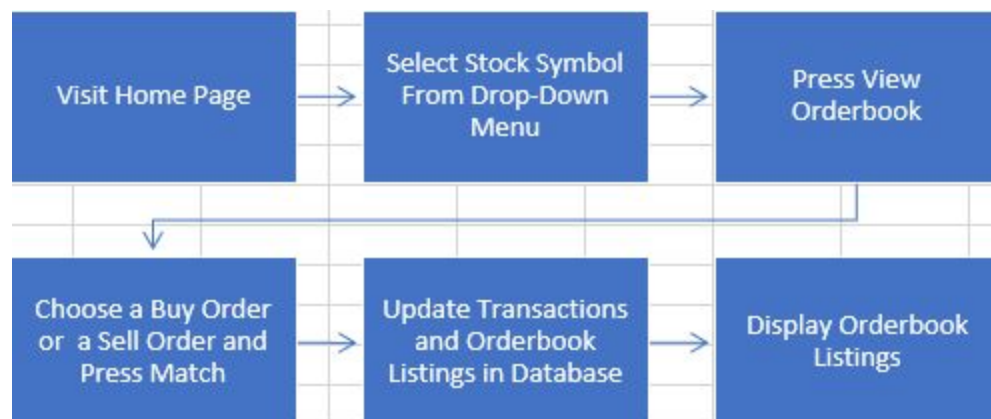 Visit Home Page
Select Stock Symbol
From Drop-Down
Menu
Press View
Orderbook
Choose a Buy Order
or a Sell Order and
Press Match
Update Transactions
and Orderbook
Listings in Database
Display Orderbook
Listings